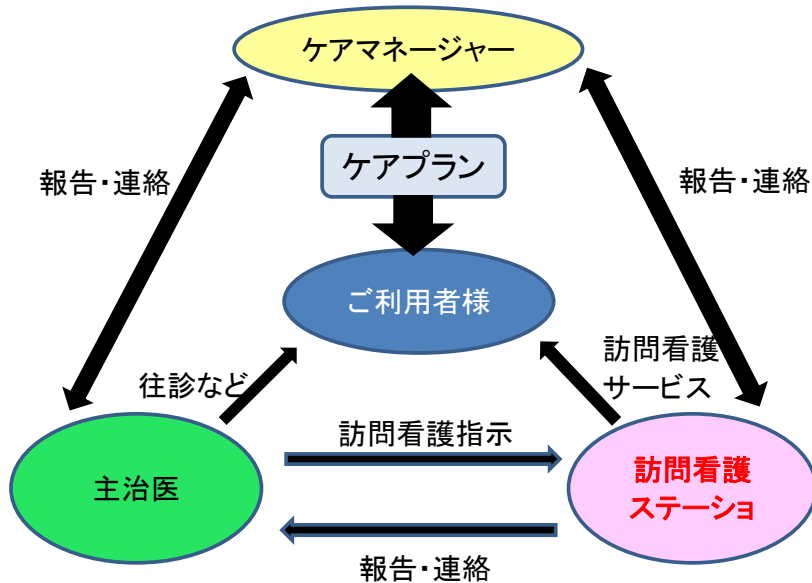 ケアマネージャー
ケアプラン
報告・連絡
報告・連絡
ご利用者様
往診など
訪問看護
サービス
訪問看護指示
主治医
訪問看護
ステーショ
報告・連絡